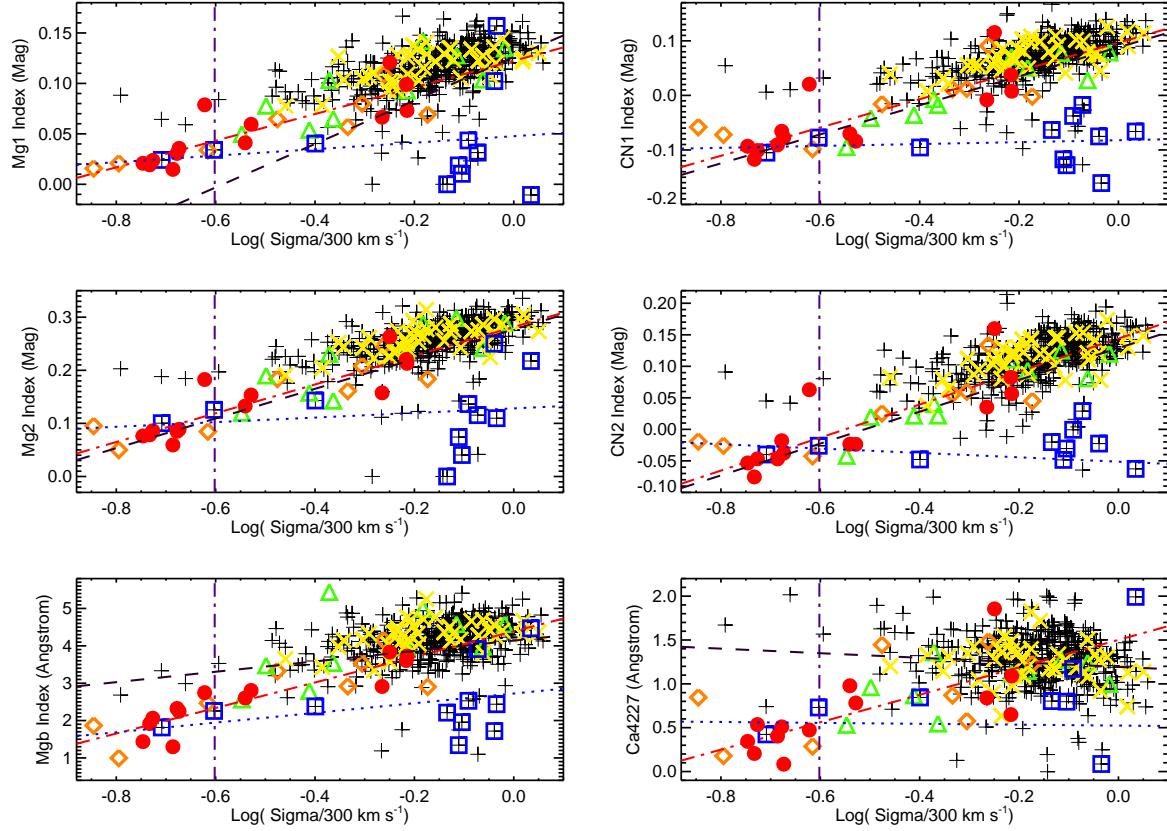 Mg1 Index (Mag)
0.15
0.10
0.05
0.00
-0.8 -0.6 -0.4 -0.2 0.0
Log( Sigma/300 km s-1)
CN1 Index (Mag)
0.1
0.0
-0.1
-0.2
-0.8 -0.6 -0.4 -0.2 0.0
Log( Sigma/300 km s-1)
Mg2 Index (Mag)
0.3
0.2
0.1
0.0
-0.8 -0.6 -0.4 -0.2 0.0
Log( Sigma/300 km s-1)
CN2 Index (Mag)
0.20
0.15
0.10
0.05
0.00
-0.05
-0.10
-0.8 -0.6 -0.4 -0.2 0.0
Log( Sigma/300 km s-1)
Mgb Index (Angstrom)
5
4
3
2
1
-0.8 -0.6 -0.4 -0.2 0.0
Log( Sigma/300 km s-1)
Ca4227 (Angstrom)
2.0
1.5
1.0
0.5
0.0
-0.8 -0.6 -0.4 -0.2 0.0
Log( Sigma/300 km s-1)